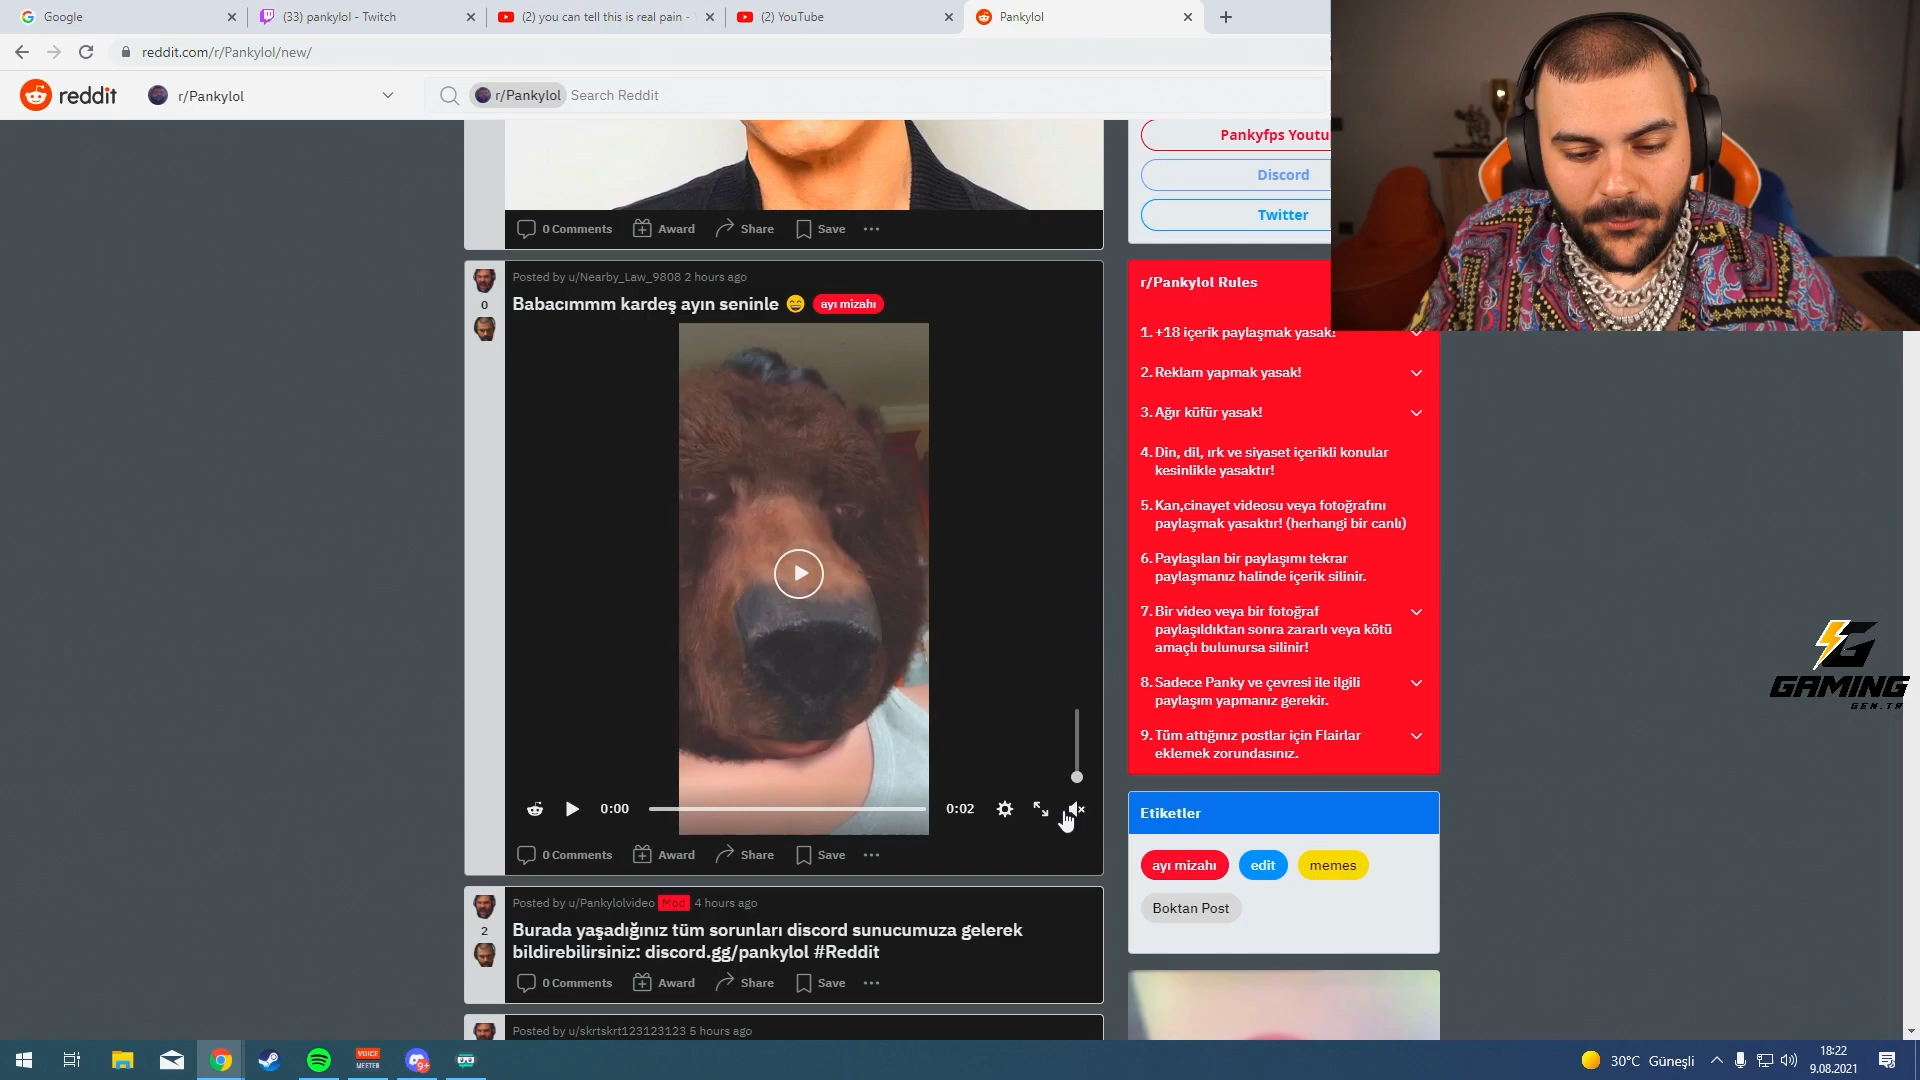 Google
(33) pankylol - Twitch
(2) you can tell this is real pain -
(2) YouTube
Pankylol
reddit.com/r/Pankylol/new/
reddit
r/Pankylol
r/Pankylol
Search Reddit
0 Comments
Award
Share
Save
Posted by u/Nearby_Law_9808 2 hours ago
0
Babacımmm kardeş ayın seninle 😄
ayı mizahı
0:00
0:02
0 Comments
Award
Share
Save
Posted by u/Pankylolvideo Mod 4 hours ago
2
Burada yaşadığınız tüm sorunları discord sunucumuza gelerek
bildirebilirsiniz: discord.gg/pankylol #Reddit
0 Comments
Award
Share
Save
Posted by u/skrtskrt123123123 5 hours ago
Pankyfps Youtu
Discord
Twitter
r/Pankylol Rules
1. +18 içerik paylaşmak yasak!
2. Reklam yapmak yasak!
3. Ağır küfür yasak!
4. Din, dil, ırk ve siyaset içerikli konular
kesinlikle yasaktır!
5. Kan,cinayet videosu veya fotoğrafını
paylaşmak yasaktır! (herhangi bir canlı)
6. Paylaşılan bir paylaşımı tekrar
paylaşmanız halinde içerik silinir.
7. Bir video veya bir fotoğraf
paylaşıldıktan sonra zararlı veya kötü
amaçlı bulunursa silinir!
8. Sadece Panky ve çevresi ile ilgili
paylaşım yapmanız gerekir.
9. Tüm attığınız postlar için Flairlar
eklemek zorundasınız.
Etiketler
ayı mizahı
edit
memes
Boktan Post
GAMING
GEN.TR
VOICE
MEETER
9+
30°C Güneşli
18:22
9.08.2021